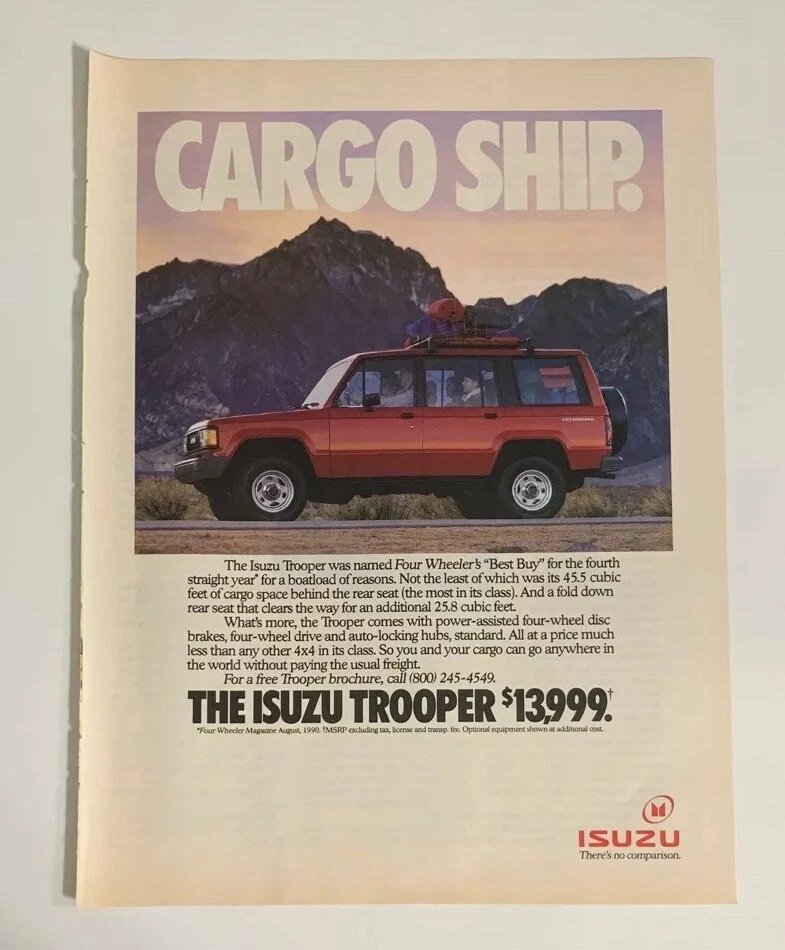 CARGO SHIP.
The Isuzu Trooper was named Four Wheeler's "Best Buy" for the fourth
straight year* for a boatload of reasons. Not the least of which was its 45.5 cubic
feet of cargo space behind the rear seat (the most in its class). And a fold down
rear seat that clears the way for an additional 25.8 cubic feet.
What's more, the Trooper comes with power-assisted four-wheel disc
brakes, four-wheel drive and auto-locking hubs, standard. All at a price much
less than any other 4x4 in its class. So you and your cargo can go anywhere in
the world without paying the usual freight.
For a free Trooper brochure, call (800) 245-4549.
THE ISUZU TROOPER $13,999.†
*Four Wheeler Magazine August, 1990. †MSRP excluding tax, license and transp. fee. Optional equipment shown at additional cost.
ISUZU
There's no comparison.